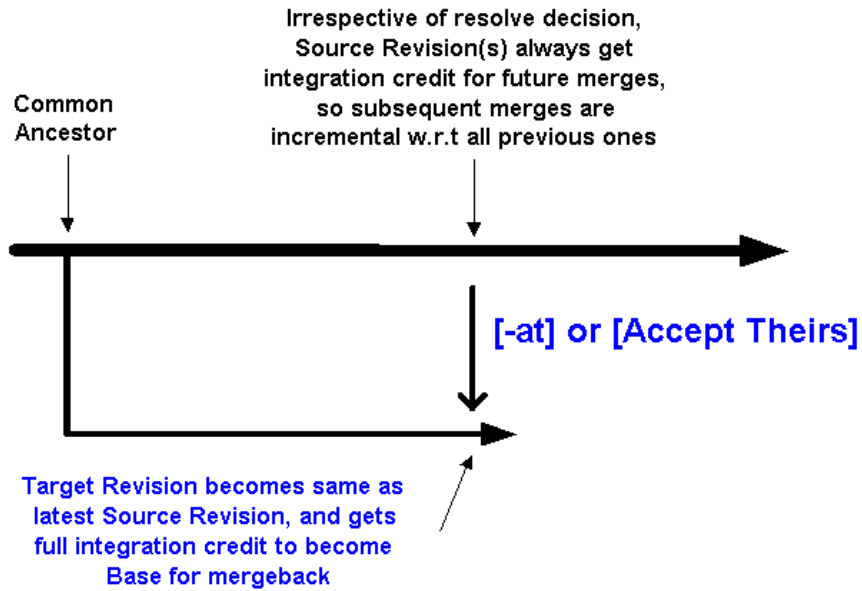 Irrespective of resolve decision,
Source Revision(s) always get
integration credit for future merges,
so subsequent merges are
incremental w.r.t all previous ones
Common
Ancestor
[-at] or [Accept Theirs]
Target Revision becomes same as
latest Source Revision, and gets
full integration credit to become
Base for mergeback